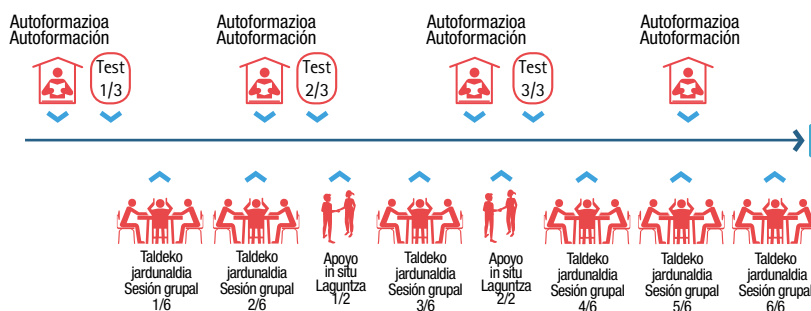 Autoformazioa
Autoformación
Test
1/3
Autoformazioa
Autoformación
Test
2/3
Autoformazioa
Autoformación
Test
3/3
Autoformazioa
Autoformación
Taldeko
jardunaldia
Sesión grupal
1/6
Taldeko
jardunaldia
Sesión grupal
2/6
Apoyo
in situ
Laguntza
1/2
Taldeko
jardunaldia
Sesión grupal
3/6
Apoyo
in situ
Laguntza
2/2
Taldeko
jardunaldia
Sesión grupal
4/6
Taldeko
jardunaldia
Sesión grupal
5/6
Taldeko
jardunaldia
Sesión grupal
6/6